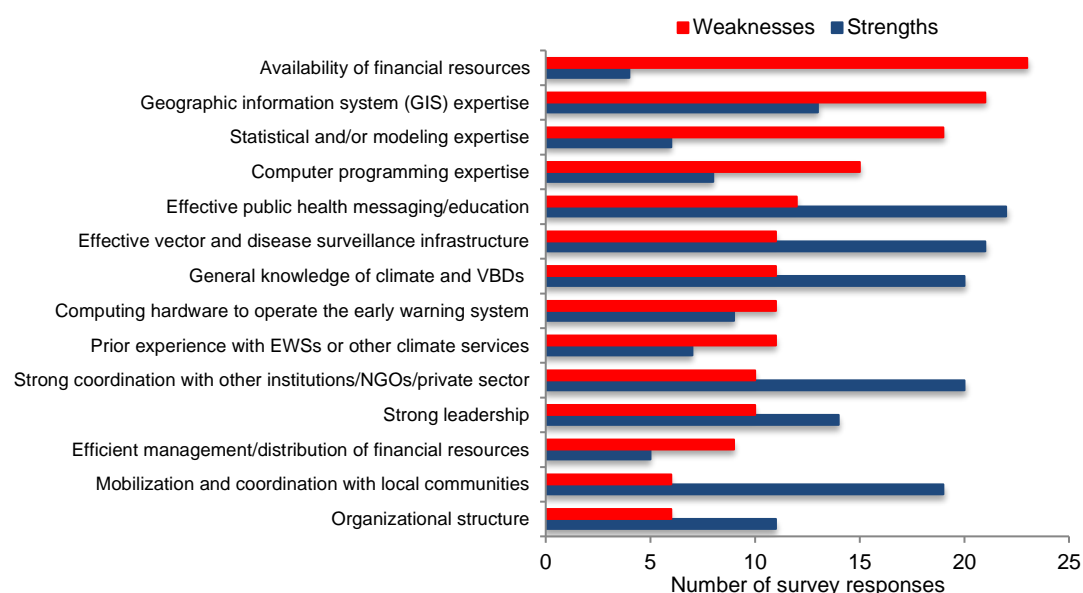 Weaknesses Strengths
Availability of financial resources
Geographic information system (GIS) expertise
Statistical and/or modeling expertise
Computer programming expertise
Effective public health messaging/education
Effective vector and disease surveillance infrastructure
General knowledge of climate and VBDs
Computing hardware to operate the early warning system
Prior experience with EWSs or other climate services
Strong coordination with other institutions/NGOs/private sector
Strong leadership
Efficient management/distribution of financial resources
Mobilization and coordination with local communities
Organizational structure
0 5 10 15 20 25
Number of survey responses